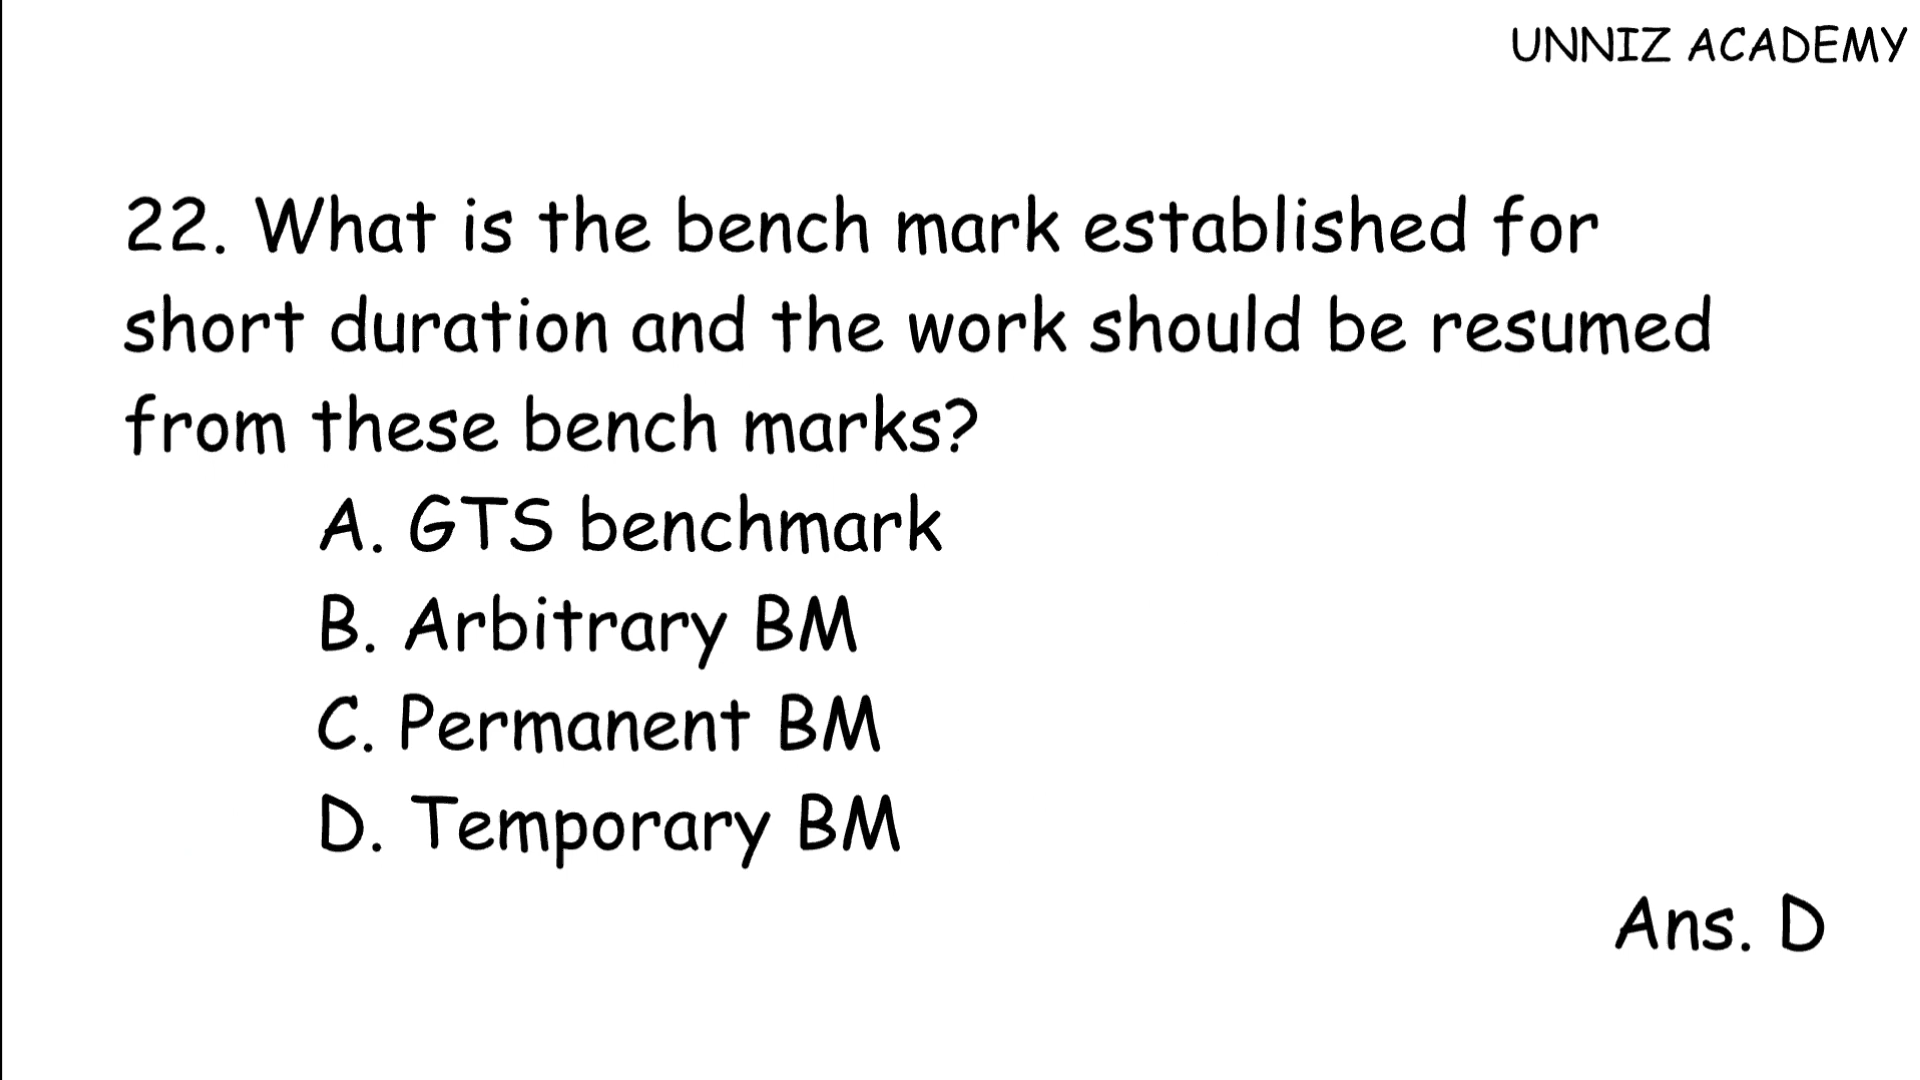 UNNIZ ACADEMY
22. What is the bench mark established for
short duration and the work should be resumed
from these bench marks?
A. GTS benchmark
B. Arbitrary BM
C. Permanent BM
D. Temporary BM
Ans. D